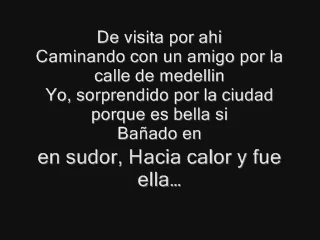 De visita por ahi
Caminando con un amigo por la
calle de medellin
Yo, sorprendido por la ciudad
porque es bella si
Bañado en
en sudor, Hacia calor y fue
ella...